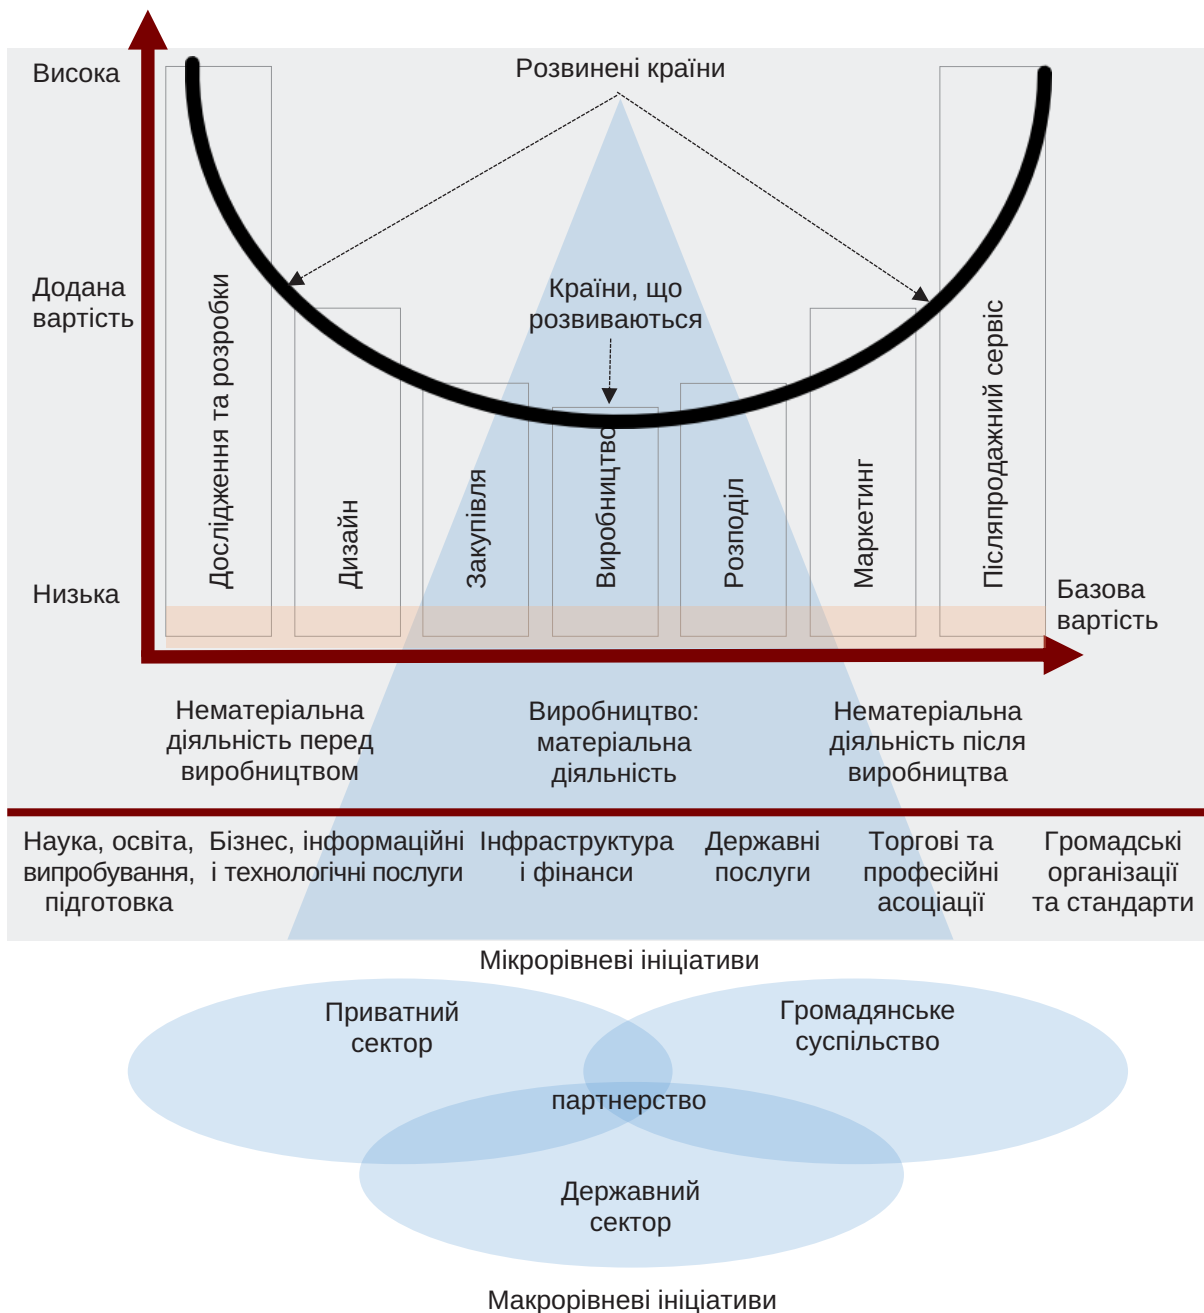 Висока
Розвинені країни
Додана
вартість
Країни, що
розвиваються
Дослідження та розробки
Дизайн
Закупівля
Виробництво
Розподіл
Маркетинг
Післяпродажний сервіс
Низька
Базова
вартість
Нематеріальна
діяльність перед
виробництвом
Виробництво:
матеріальна
діяльність
Нематеріальна
діяльність після
виробництва
Наука, освіта,
випробування,
підготовка
Бізнес, інформаційні
і технологічні послуги
Інфраструктура
і фінанси
Державні
послуги
Торгові та
професійні
асоціації
Громадські
організації
та стандарти
Мікрорівневі ініціативи
Приватний
сектор
Громадянське
суспільство
партнерство
Державний
сектор
Макрорівневі ініціативи